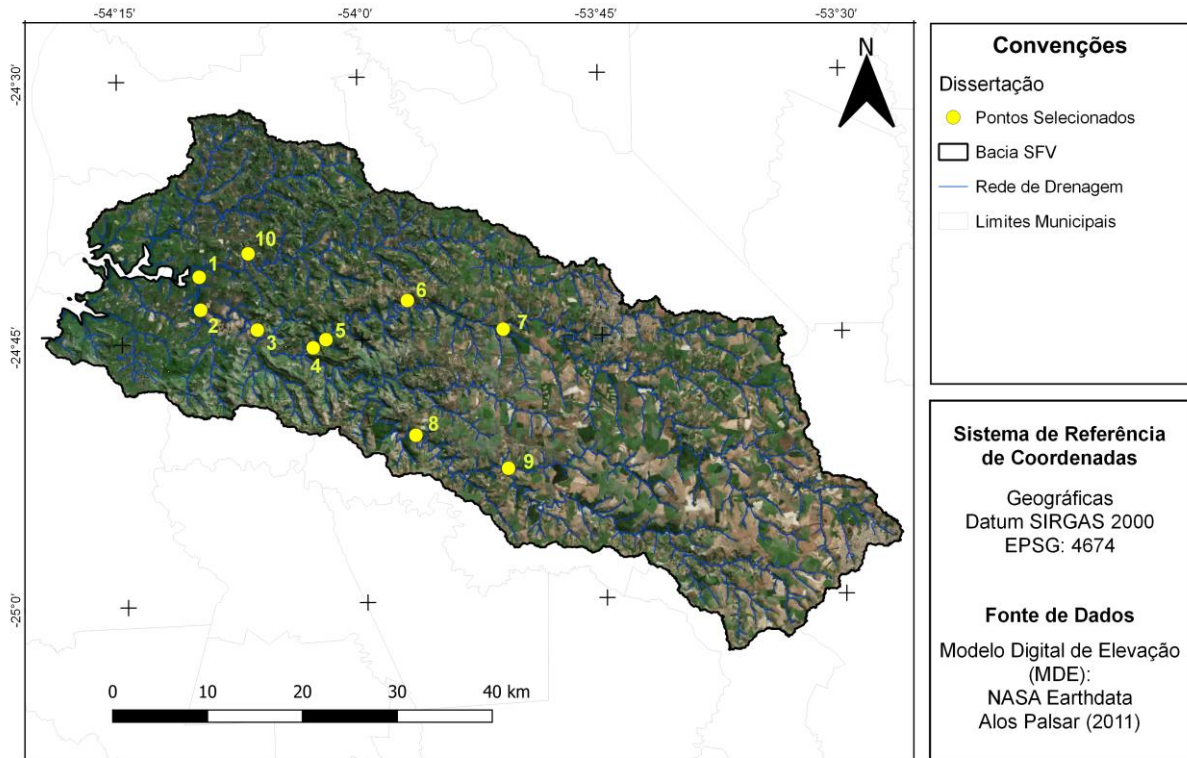 -54°15' -54°0' -53°45' -53°30'
-24°30'
-24°45'
-25°0'
N
10
1
6
2
7
3
5
4
8
9
0 10 20 30 40 km
Convenções
Dissertação
Pontos Selecionados
Bacia SFV
Rede de Drenagem
Limites Municipais
Sistema de Referência
de Coordenadas
Geográficas
Datum SIRGAS 2000
EPSG: 4674
Fonte de Dados
Modelo Digital de Elevação
(MDE):
NASA Earthdata
Alos Palsar (2011)